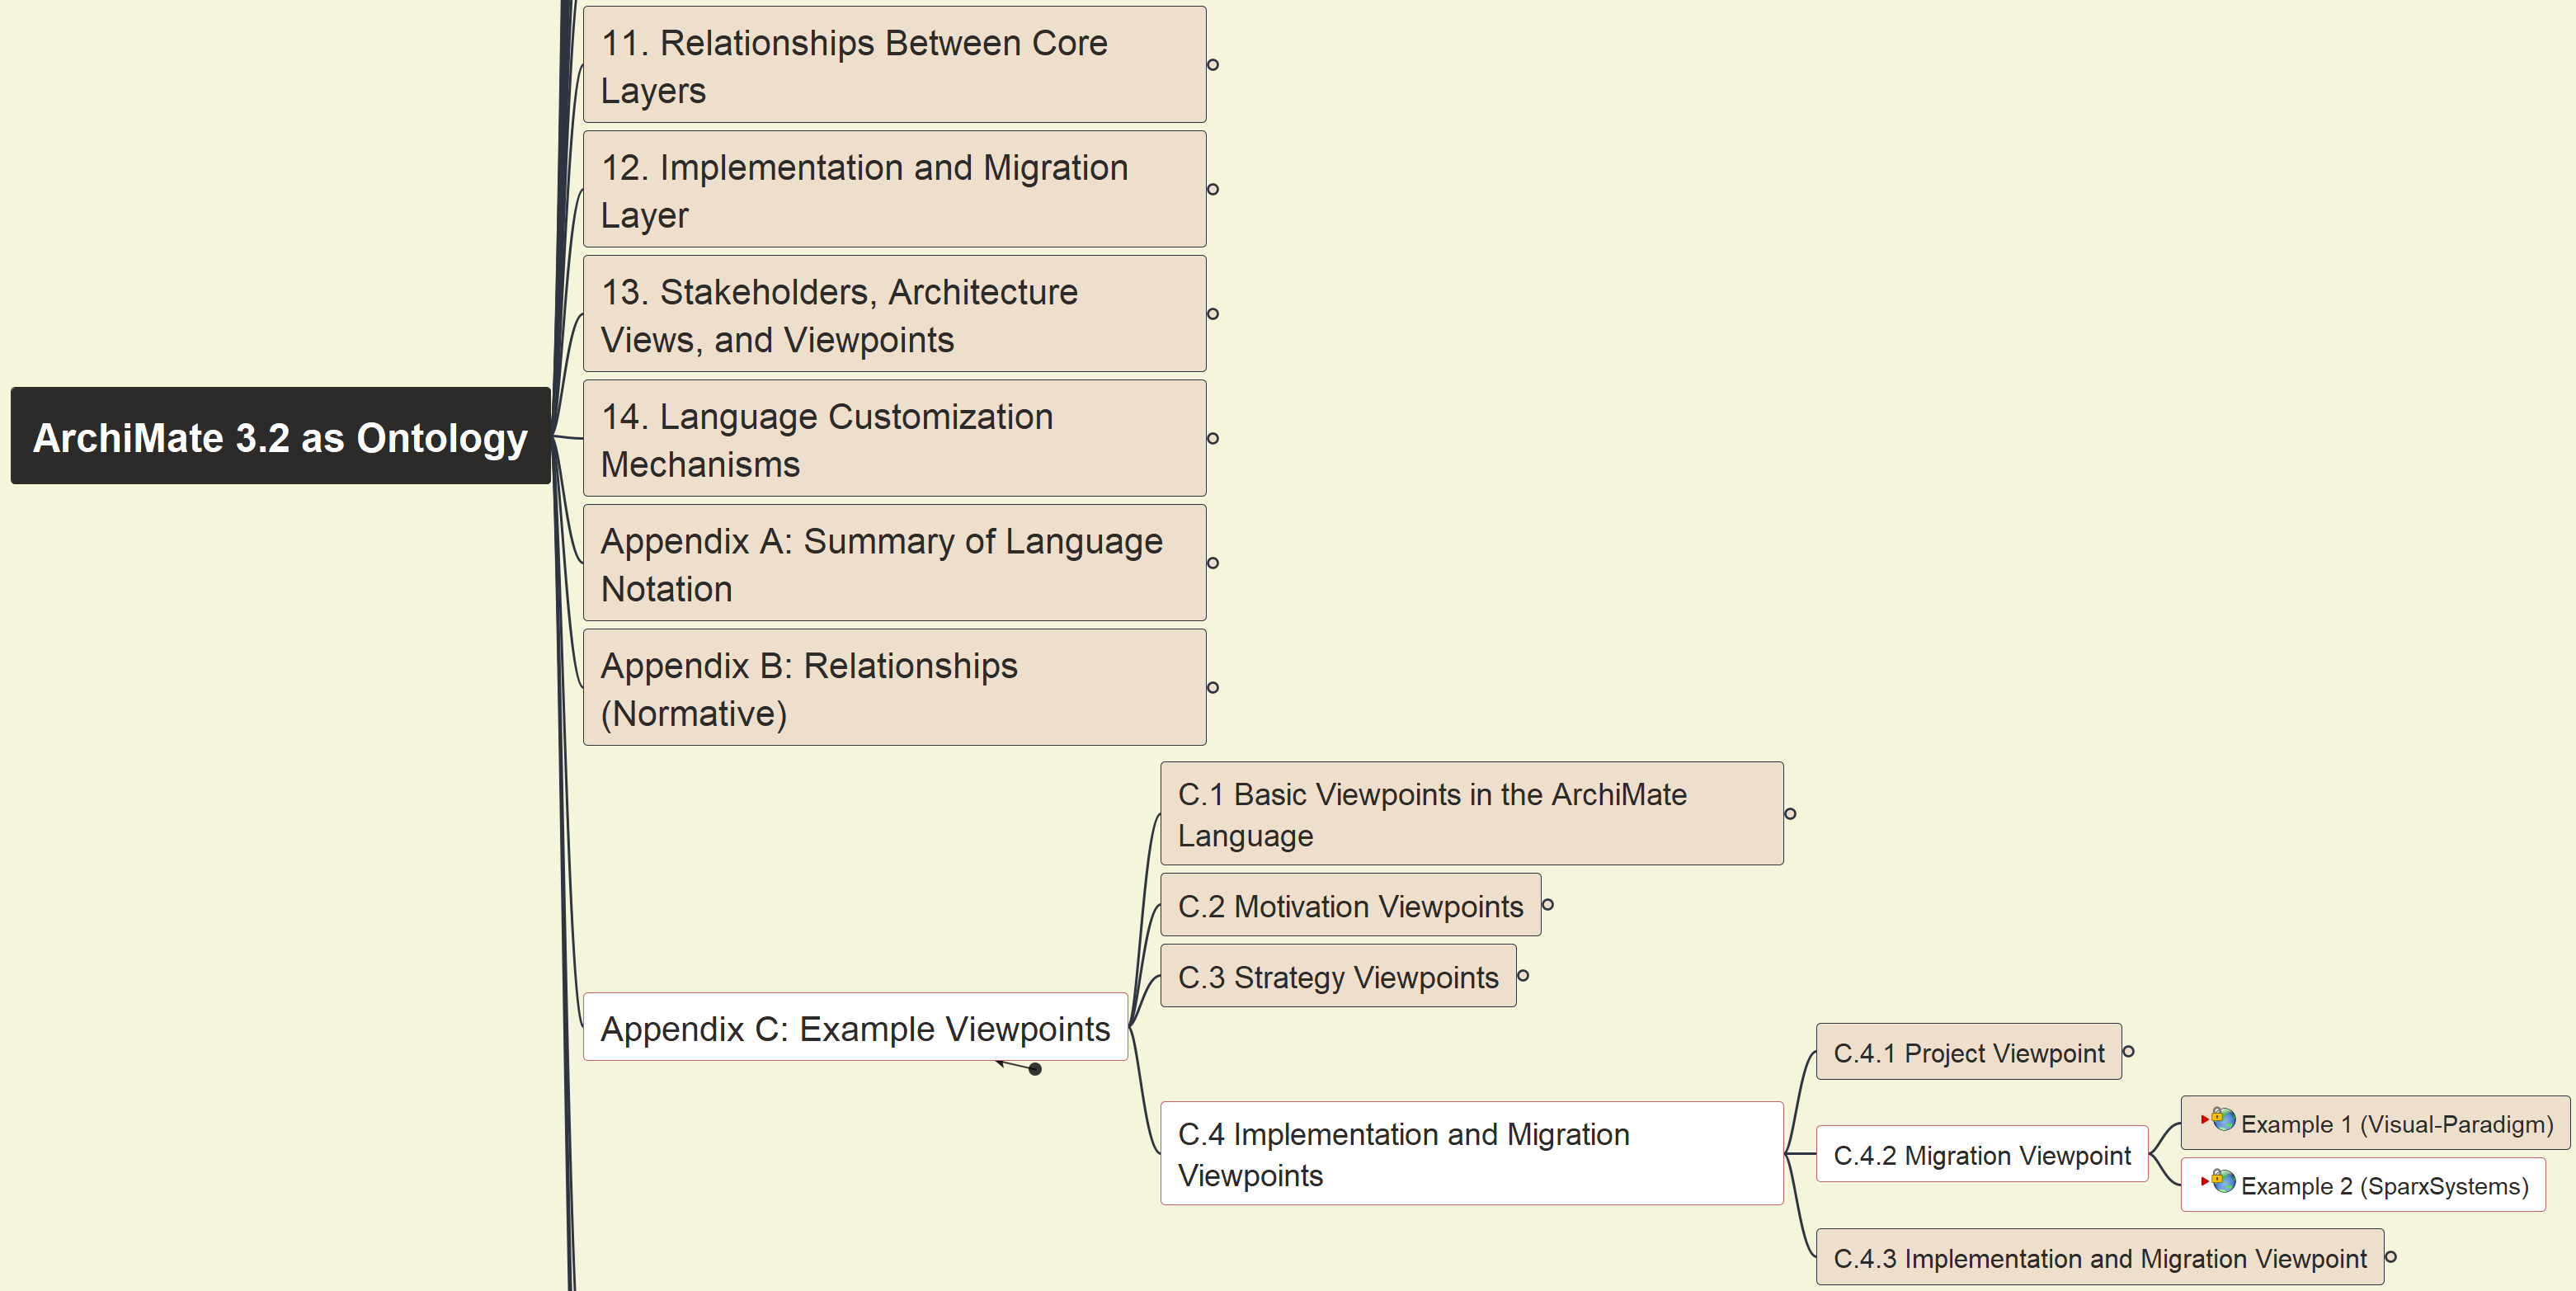 11. Relationships Between Core
Layers
12. Implementation and Migration
Layer
13. Stakeholders, Architecture
Views, and Viewpoints
ArchiMate 3.2 as Ontology
14. Language Customization
Mechanisms
Appendix A: Summary of Language
Notation
Appendix B: Relationships
(Normative)
Appendix C: Example Viewpoints
C.1 Basic Viewpoints in the ArchiMate
Language
C.2 Motivation Viewpoints
C.3 Strategy Viewpoints
C.4 Implementation and Migration
Viewpoints
C.4.1 Project Viewpoint
C.4.2 Migration Viewpoint
Example 1 (Visual-Paradigm)
Example 2 (SparxSystems)
C.4.3 Implementation and Migration Viewpoint